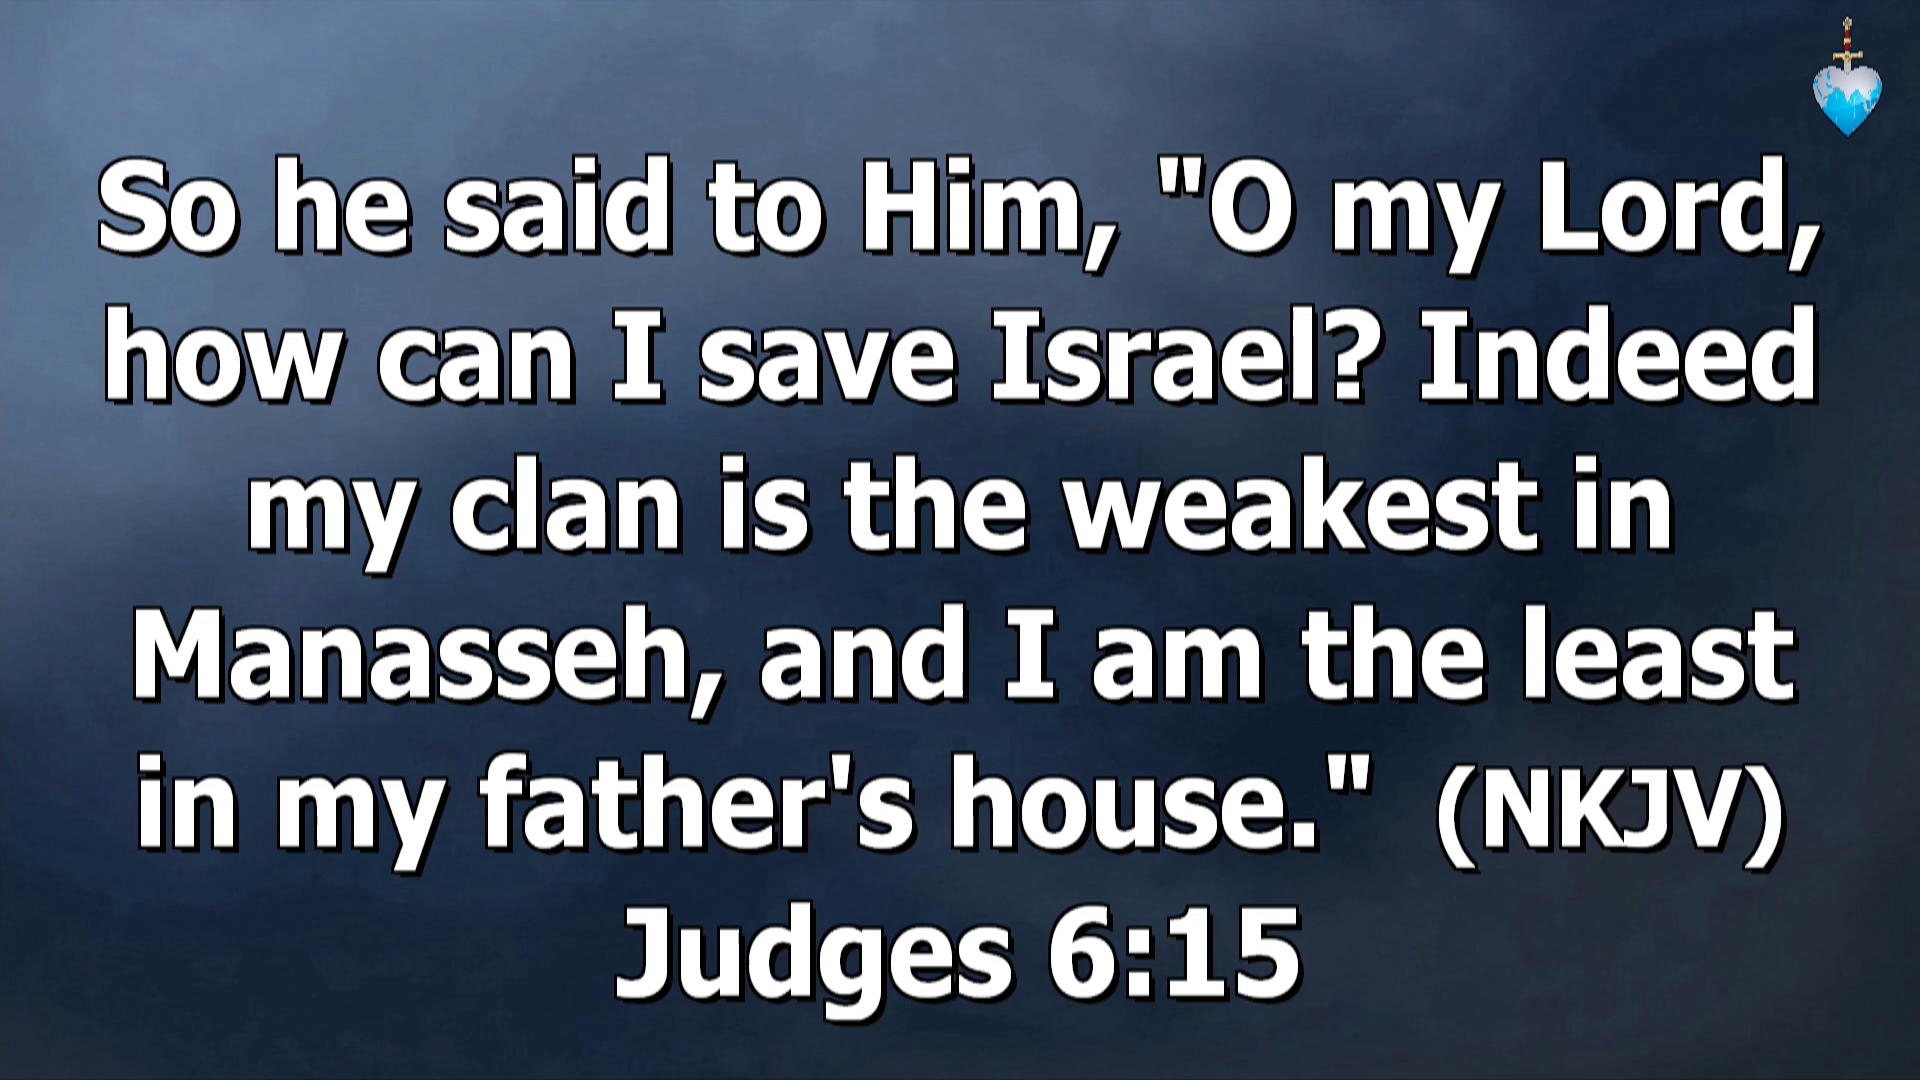 So he said to Him, "O my Lord,
how can I save Israel? Indeed
my clan is the weakest in
Manasseh, and I am the least
in my father's house."  (NKJV)
Judges 6:15